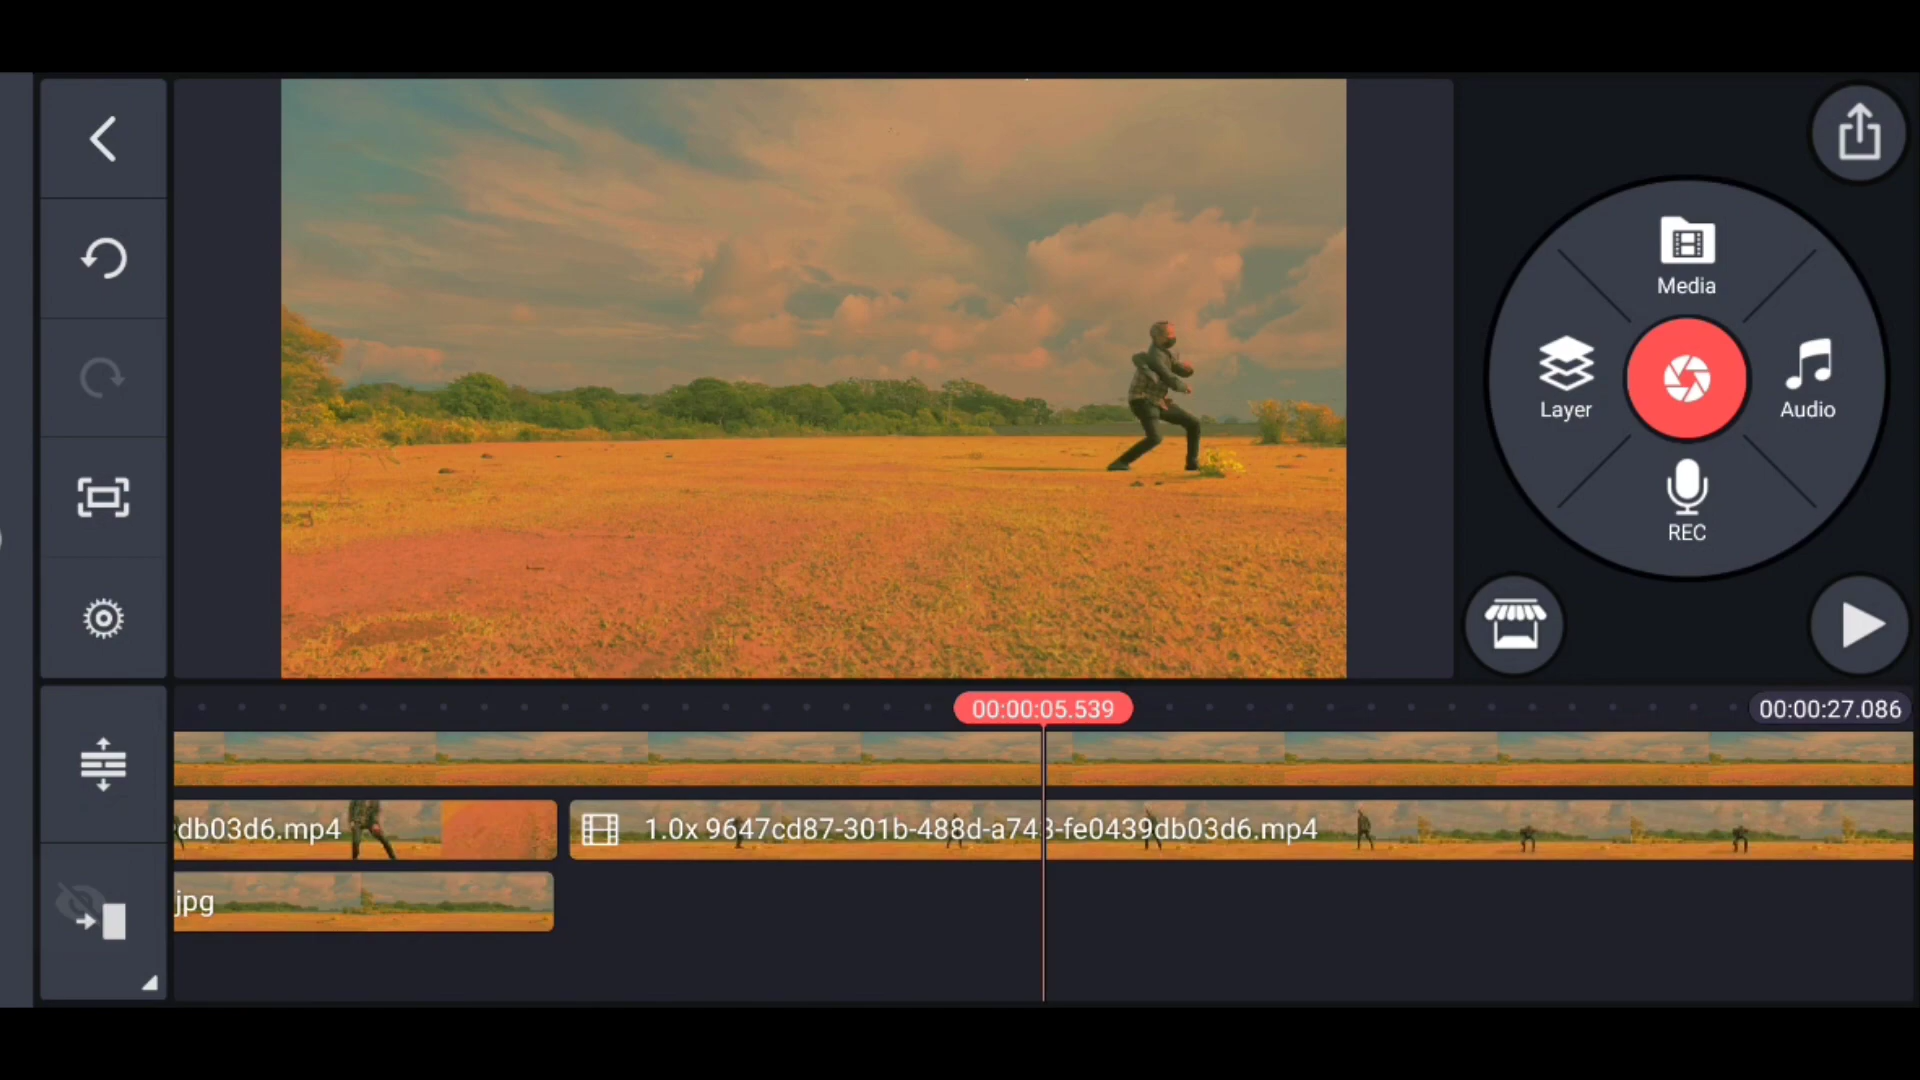 Media
Layer
Audio
REC
00:00:05.539
00:00:27.086
db03d6.mp4
1.0x 9647cd87-301b-488d-a743-fe0439db03d6.mp4
jpg